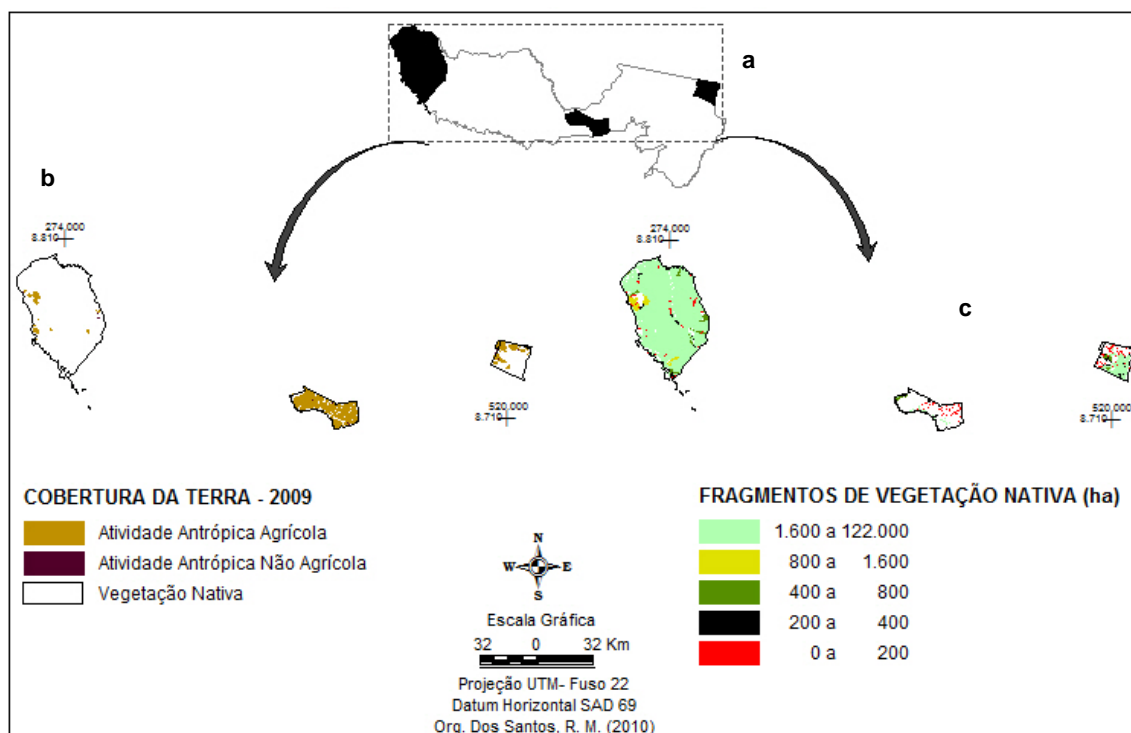 a
b
274,000
8.810
520,000
8.710
274,000
8.810
c
520,000
8.710
COBERTURA DA TERRA - 2009
Atividade Antrópica Agrícola
Atividade Antrópica Não Agrícola
Vegetação Nativa
N
W E
S
Escala Gráfica
32 0 32 Km
Projeção UTM- Fuso 22
Datum Horizontal SAD 69
Org. Dos Santos, R. M. (2010)
FRAGMENTOS DE VEGETAÇÃO NATIVA (ha)
1.600 a 122.000
800 a 1.600
400 a 800
200 a 400
0 a 200